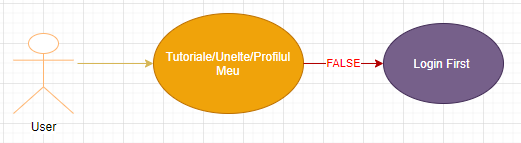 Tutoriale/Unelte/Profilul
Meu
FALSE
Login First
User